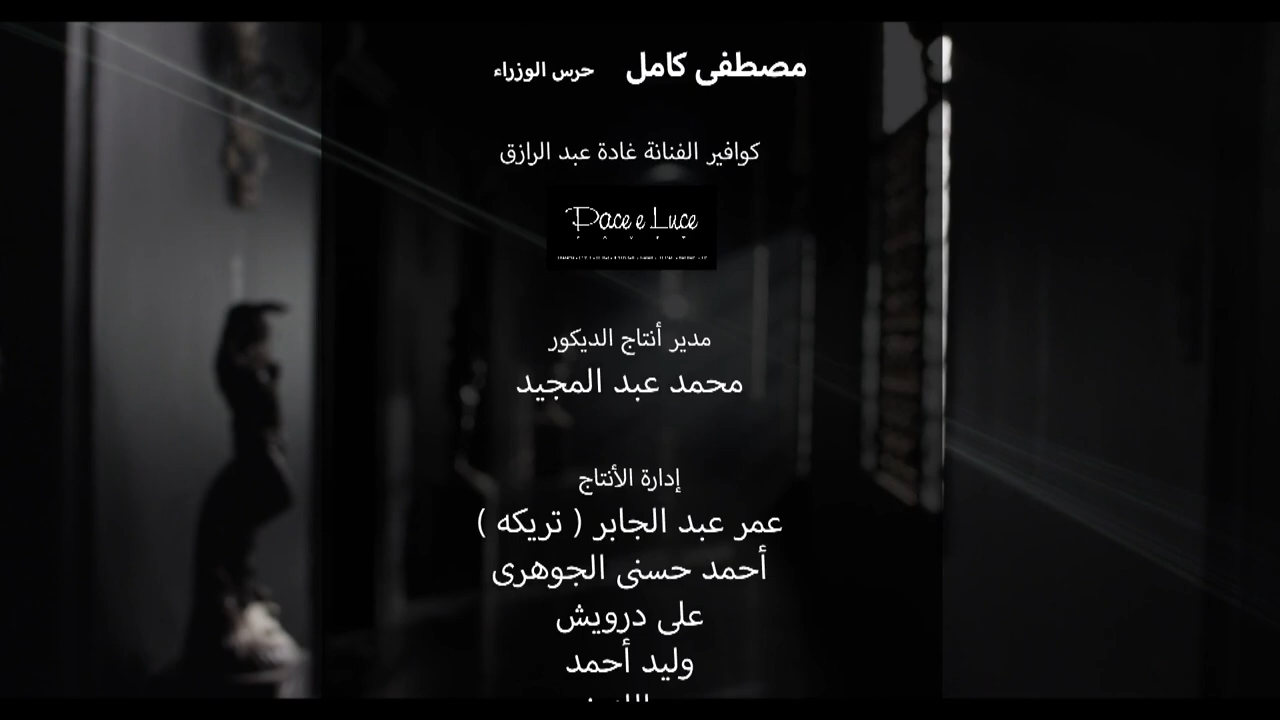 مصطفى كامل حرس الوزراء
كوافير الفنانة غادة عبد الرازق
Pace e Luce
مدير أنتاج الديكور
محمد عبد المجيد
إدارة الأنتاج
عمر عبد الجابر ( تريكه )
أحمد حسنى الجوهرى
على درويش
وليد أحمد